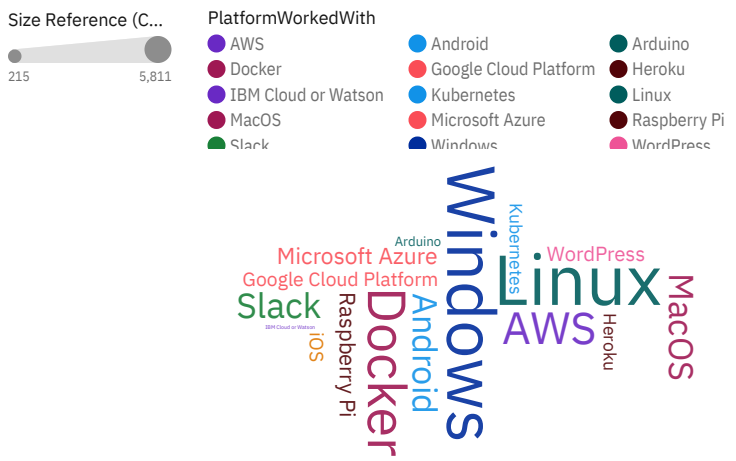 Size Reference (C...
215 5,811
PlatformWorkedWith
AWS Android Arduino
Docker Google Cloud Platform Heroku
IBM Cloud or Watson Kubernetes Linux
MacOS Microsoft Azure Raspberry Pi
Slack Windows WordPress
Windows
Kubernetes
Arduino
Microsoft Azure
WordPress
Google Cloud Platform
Linux
Slack
IBM Cloud or Watson
iOS
Raspberry Pi
Docker
Android
AWS
Heroku
MacOS